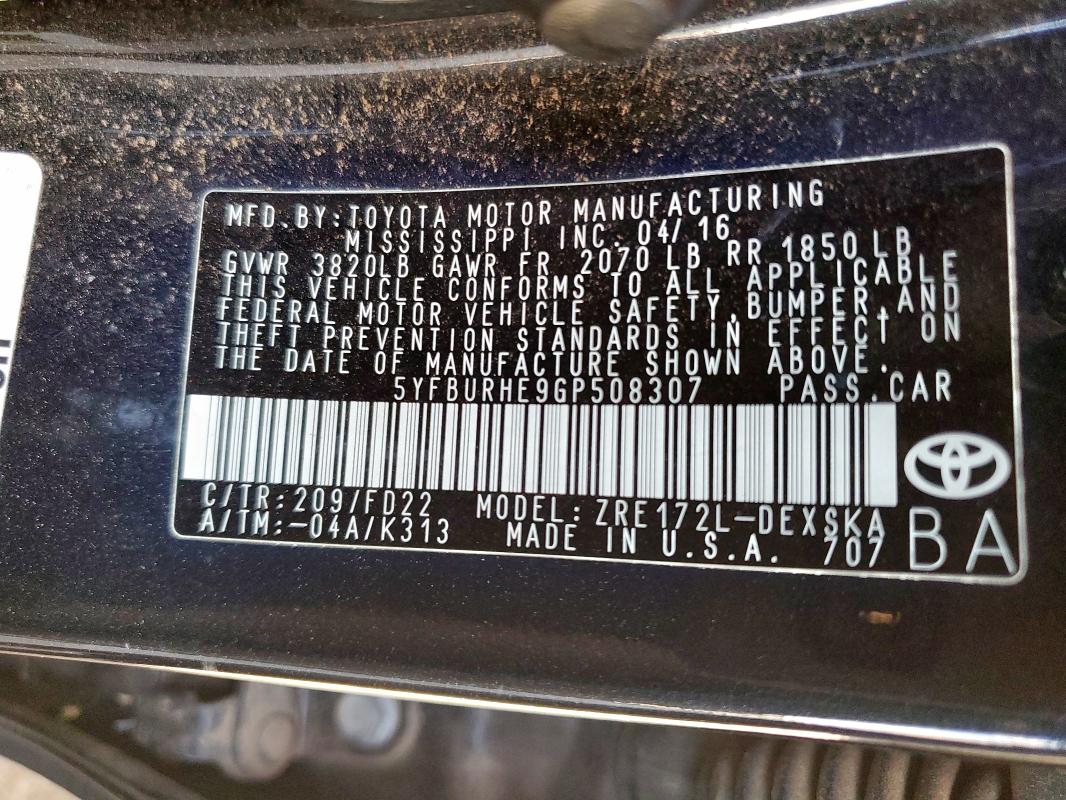 MFD. BY: TOYOTA MOTOR MANUFACTURING
MISSISSIPPI INC. 04/16
GVWR 3820LB GAWR FR 2070 LB RR 1850 LB
THIS VEHICLE CONFORMS TO ALL APPLICABLE
FEDERAL MOTOR VEHICLE SAFETY, BUMPER, AND
THEFT PREVENTION STANDARDS IN EFFECT ON
THE DATE OF MANUFACTURE SHOWN ABOVE.
5YFBURHE9GP508307 PASS. CAR
C/TR: 209/FD22 MODEL: ZRE172L-DEXSKA
A/TM: -04A/K313 MADE IN U.S.A. 707
BA